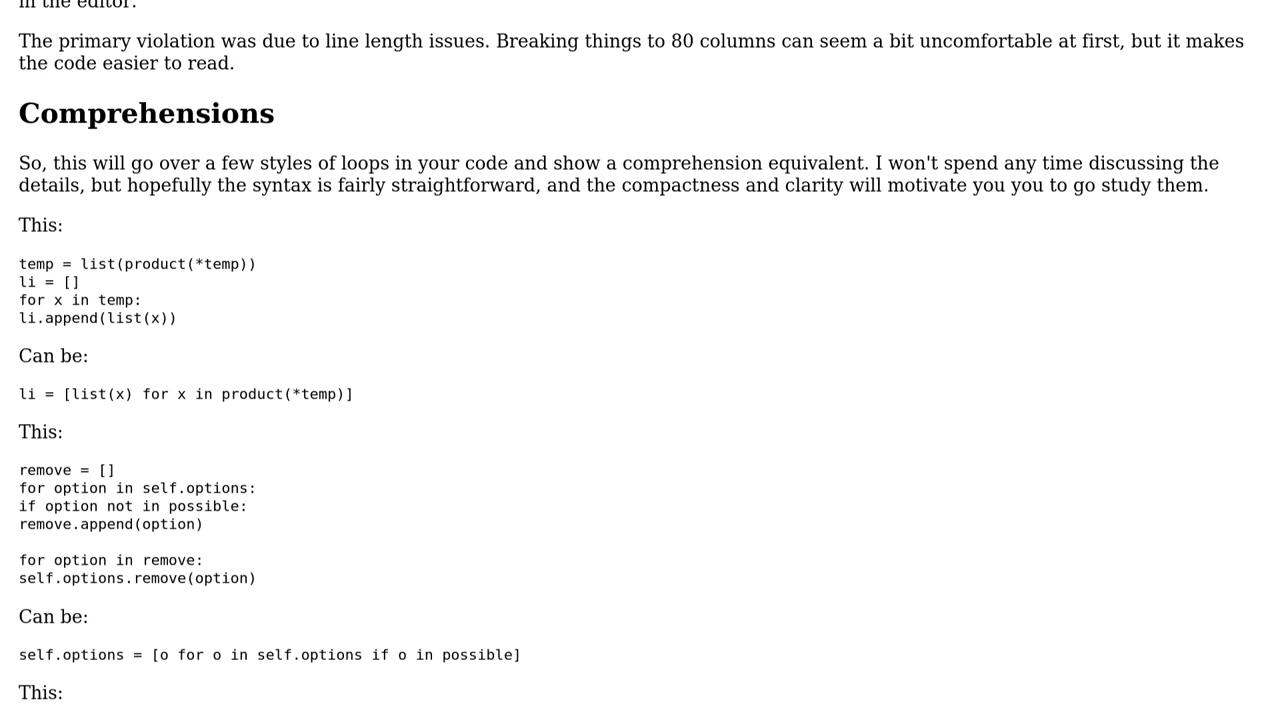 in the editor.
The primary violation was due to line length issues. Breaking things to 80 columns can seem a bit uncomfortable at first, but it makes
the code easier to read.
Comprehensions
So, this will go over a few styles of loops in your code and show a comprehension equivalent. I won't spend any time discussing the
details, but hopefully the syntax is fairly straightforward, and the compactness and clarity will motivate you you to go study them.
This:
temp = list(product(*temp))
li = []
for x in temp:
li.append(list(x))
Can be:
li = [list(x) for x in product(*temp)]
This:
remove = []
for option in self.options:
if option not in possible:
remove.append(option)
for option in remove:
self.options.remove(option)
Can be:
self.options = [o for o in self.options if o in possible]
This: